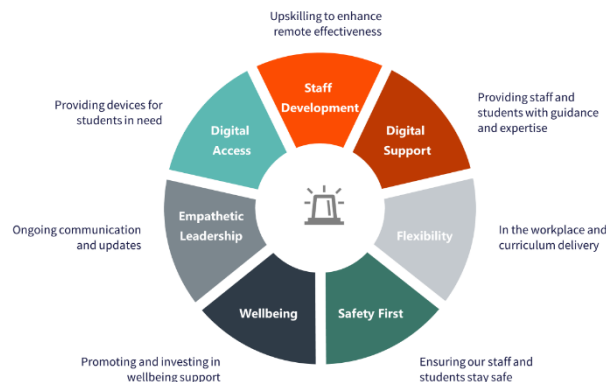 Upskilling to enhance
remote effectiveness
Staff
Development
Providing devices for
students in need
Digital
Access
Digital
Support
Providing staff and
students with guidance
and expertise
Ongoing communication
and updates
Empathetic
Leadership
Flexibility
In the workplace and
curriculum delivery
Wellbeing
Safety First
Promoting and investing in
wellbeing support
Ensuring our staff and
students stay safe